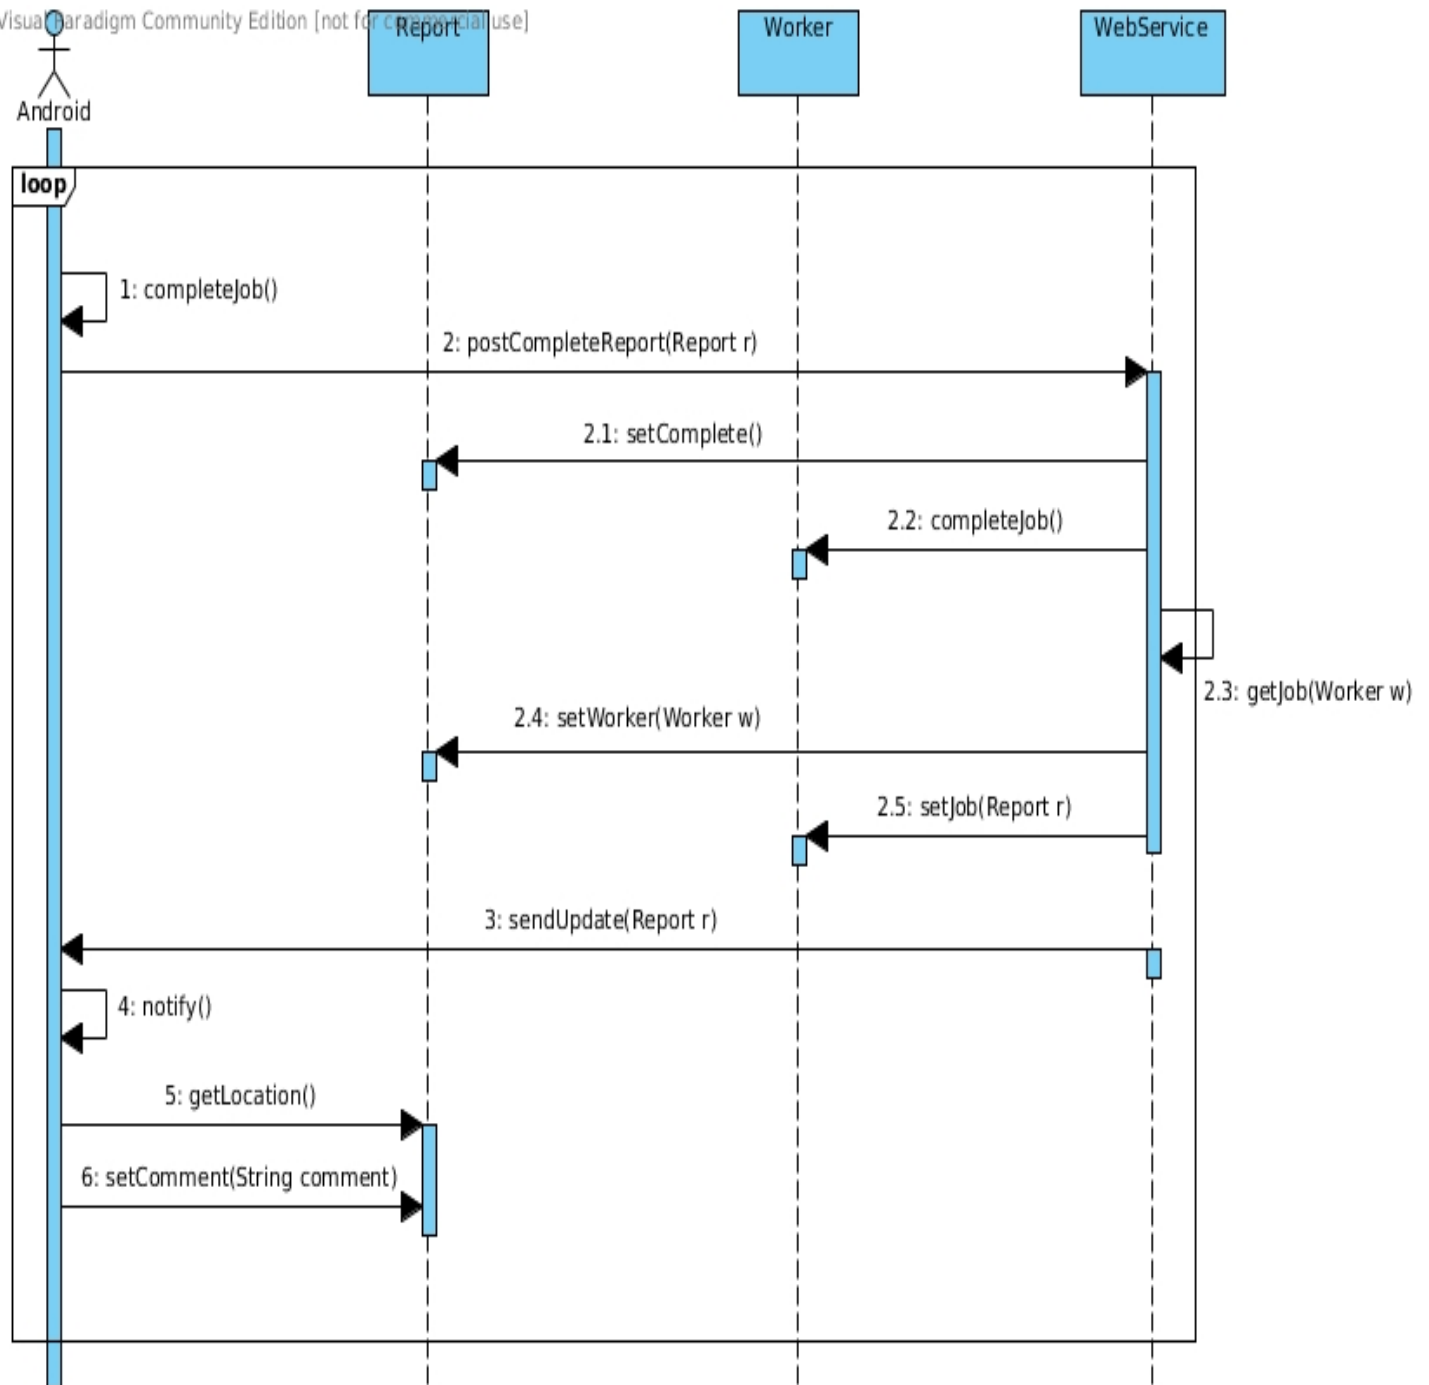 Visual Paradigm Community Edition [not for commercial use]
Report
Worker
WebService
Android
loop
1: completeJob()
2: postCompleteReport(Report r)
2.1: setComplete()
2.2: completeJob()
2.3: getJob(Worker w)
2.4: setWorker(Worker w)
2.5: setJob(Report r)
3: sendUpdate(Report r)
4: notify()
5: getLocation()
6: setComment(String comment)